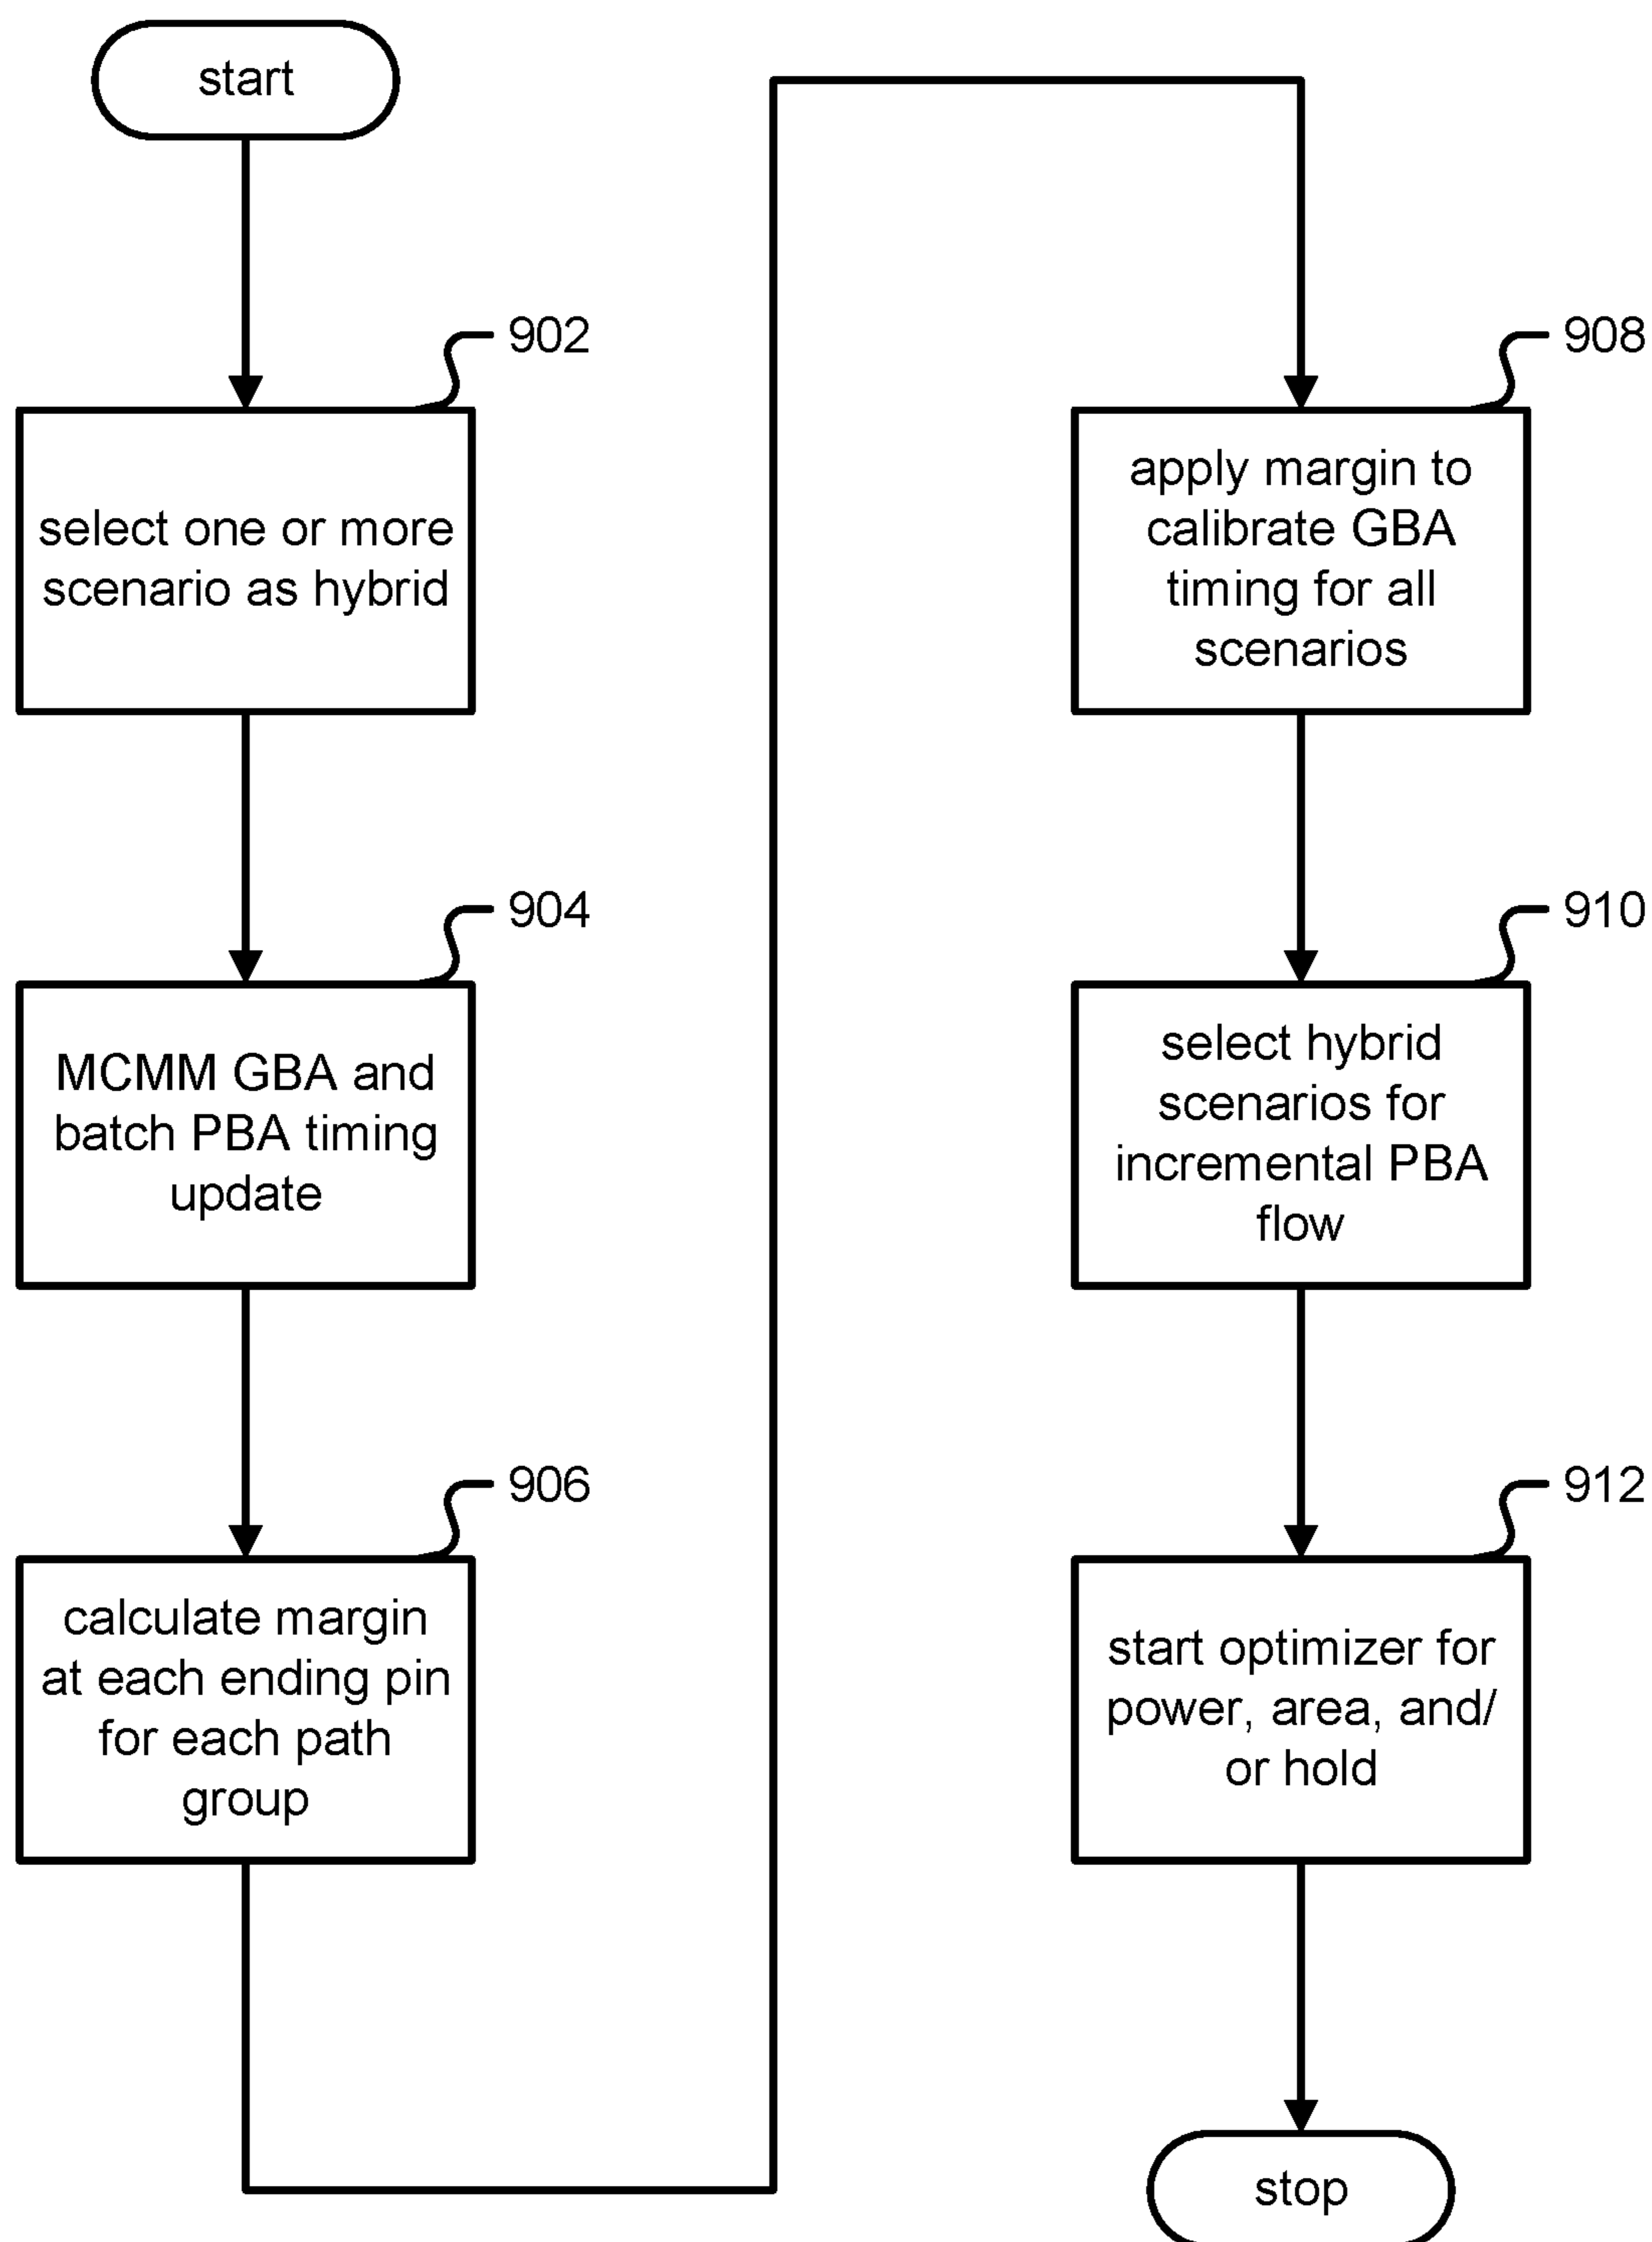 start
902
select one or more
scenario as hybrid
904
MCMM GBA and
batch PBA timing
update
906
calculate margin
at each ending pin
for each path
group
908
apply margin to
calibrate GBA
timing for all
scenarios
910
select hybrid
scenarios for
incremental PBA
flow
912
start optimizer for
power, area, and/
or hold
stop